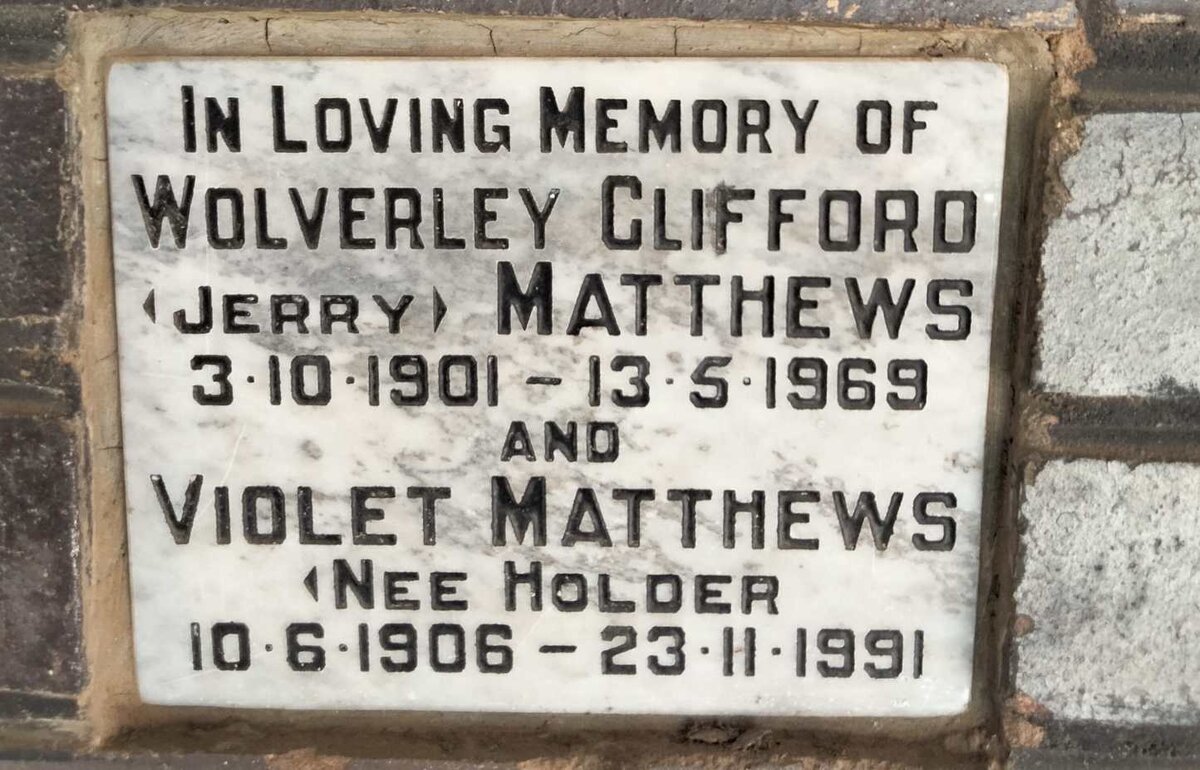 IN LOVING MEMORY OF
WOLVERLEY CLIFFORD
(JERRY) MATTHEWS
3·10·1901 – 13·5·1969
AND
VIOLET MATTHEWS
(NEE HOLDER
10·6·1906 – 23·11·1991